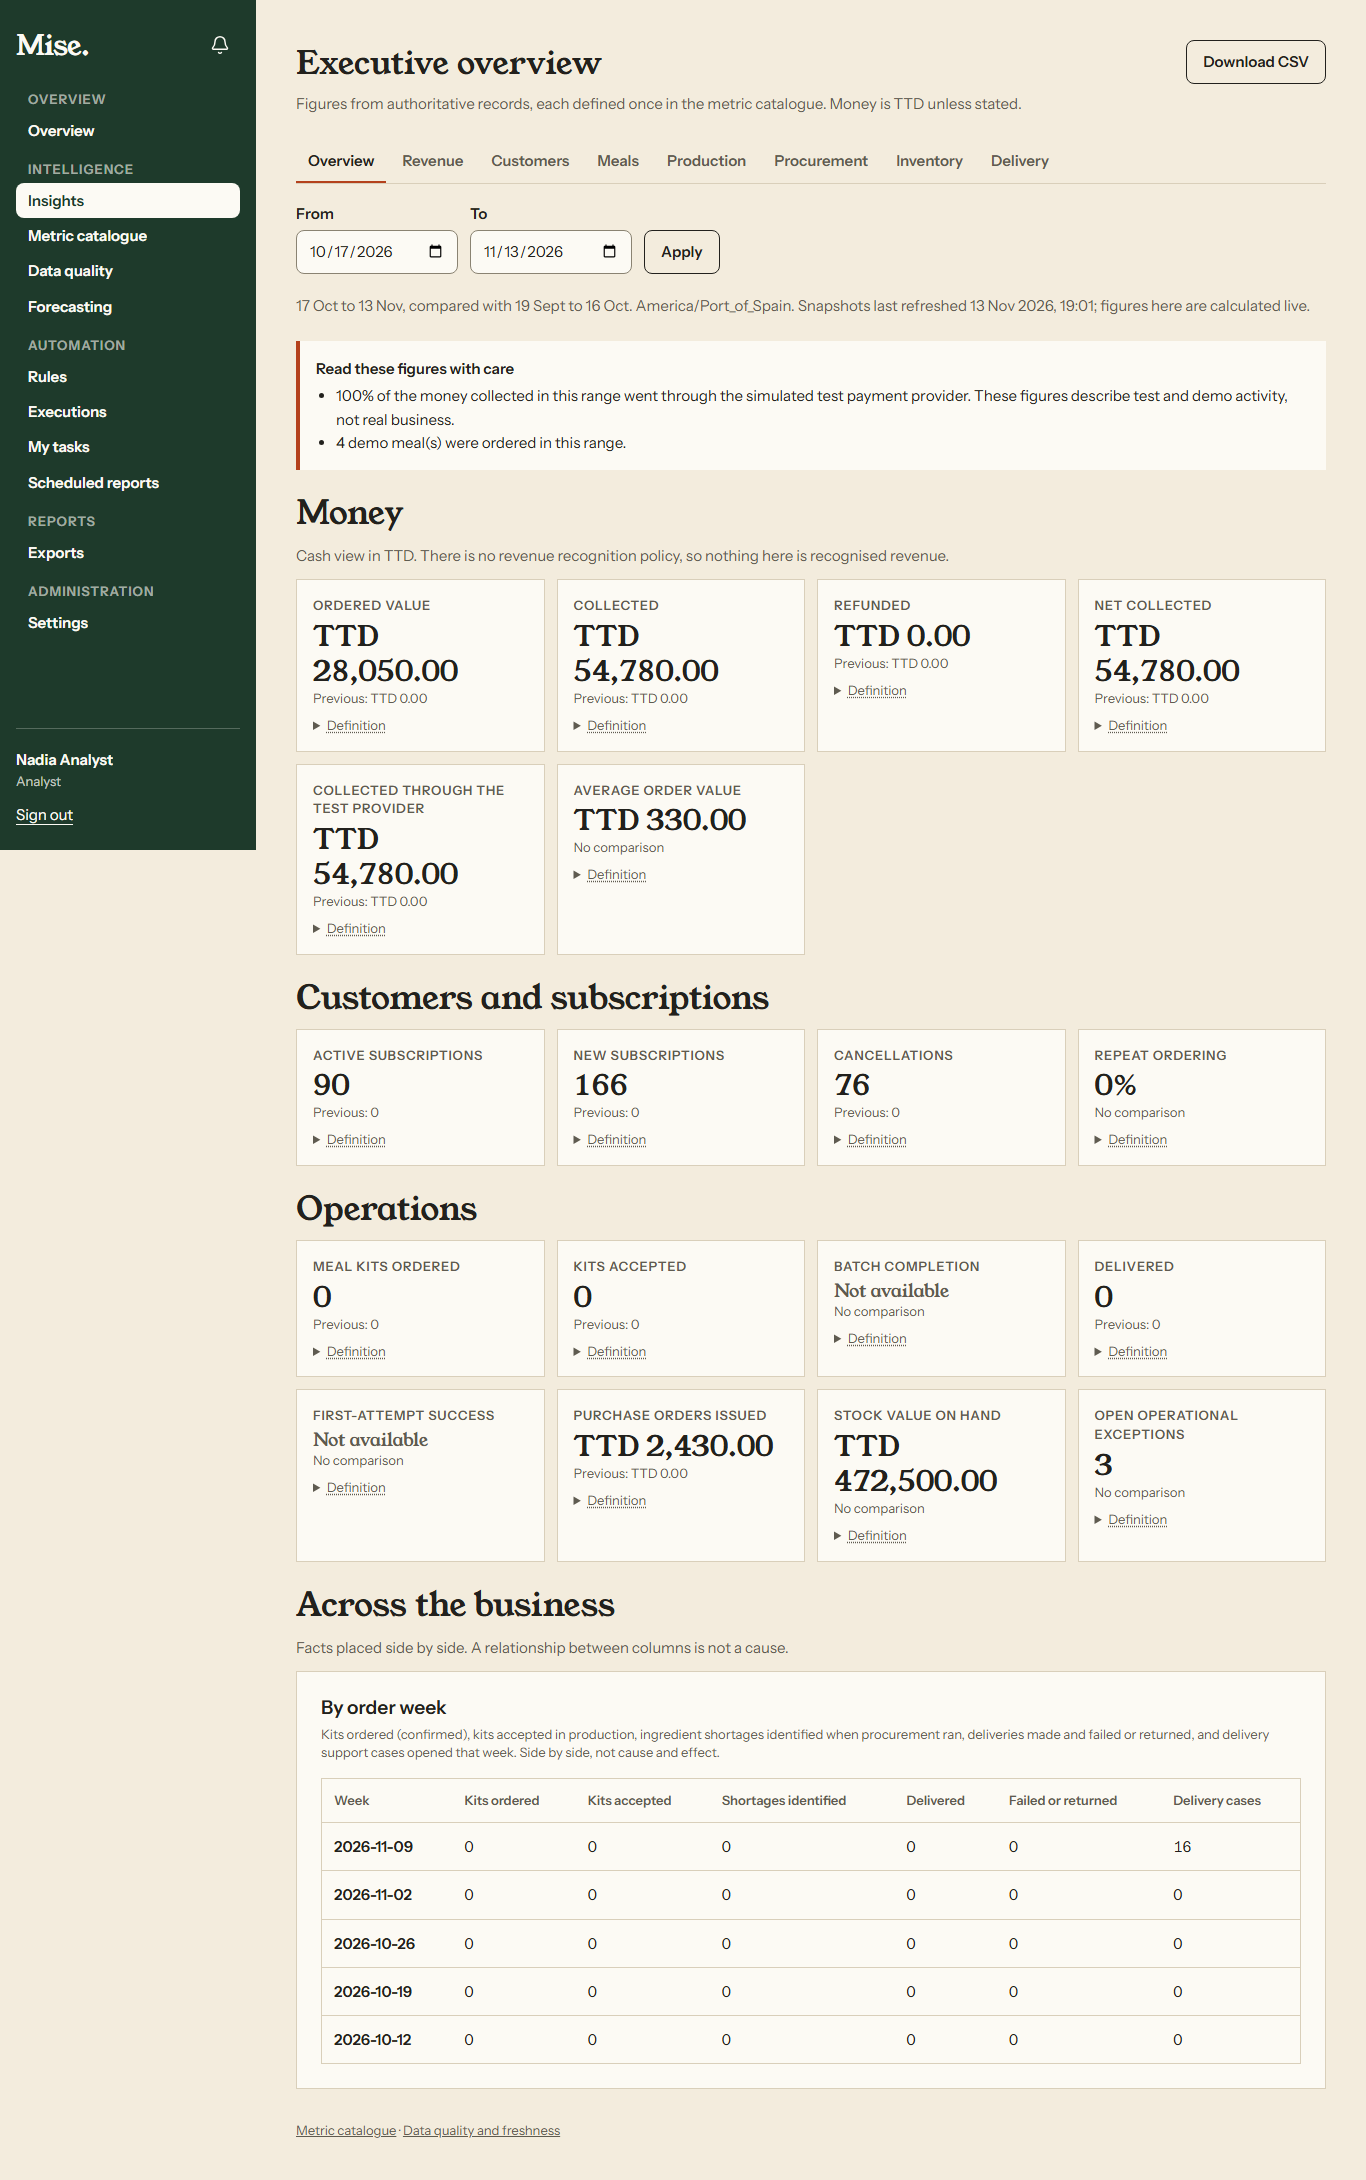 Mise.
OVERVIEW
Overview
INTELLIGENCE
Insights
Metric catalogue
Data quality
Forecasting
AUTOMATION
Rules
Executions
My tasks
Scheduled reports
REPORTS
Exports
ADMINISTRATION
Settings
Nadia Analyst
Analyst
Sign out
Executive overview
Download CSV
Figures from authoritative records, each defined once in the metric catalogue. Money is TTD unless stated.
Overview Revenue Customers Meals Production Procurement Inventory Delivery
From To
10/17/2026 11/13/2026 Apply
17 Oct to 13 Nov, compared with 19 Sept to 16 Oct. America/Port_of_Spain. Snapshots last refreshed 13 Nov 2026, 19:01; figures here are calculated live.
Read these figures with care
• 100% of the money collected in this range went through the simulated test payment provider. These figures describe test and demo activity,
not real business.
• 4 demo meal(s) were ordered in this range.
Money
Cash view in TTD. There is no revenue recognition policy, so nothing here is recognised revenue.
ORDERED VALUE
TTD
28,050.00
Previous: TTD 0.00
Definition
COLLECTED
TTD
54,780.00
Previous: TTD 0.00
Definition
REFUNDED
TTD 0.00
Previous: TTD 0.00
Definition
NET COLLECTED
TTD
54,780.00
Previous: TTD 0.00
Definition
COLLECTED THROUGH THE
TEST PROVIDER
TTD
54,780.00
Previous: TTD 0.00
Definition
AVERAGE ORDER VALUE
TTD 330.00
No comparison
Definition
Customers and subscriptions
ACTIVE SUBSCRIPTIONS
90
Previous: 0
Definition
NEW SUBSCRIPTIONS
166
Previous: 0
Definition
CANCELLATIONS
76
Previous: 0
Definition
REPEAT ORDERING
0%
No comparison
Definition
Operations
MEAL KITS ORDERED
0
Previous: 0
Definition
KITS ACCEPTED
0
Previous: 0
Definition
BATCH COMPLETION
Not available
No comparison
Definition
DELIVERED
0
Previous: 0
Definition
FIRST-ATTEMPT SUCCESS
Not available
No comparison
Definition
PURCHASE ORDERS ISSUED
TTD 2,430.00
Previous: TTD 0.00
Definition
STOCK VALUE ON HAND
TTD
472,500.00
No comparison
Definition
OPEN OPERATIONAL
EXCEPTIONS
3
No comparison
Definition
Across the business
Facts placed side by side. A relationship between columns is not a cause.
By order week
Kits ordered (confirmed), kits accepted in production, ingredient shortages identified when procurement ran, deliveries made and failed or returned, and delivery
support cases opened that week. Side by side, not cause and effect.
Week Kits ordered Kits accepted Shortages identified Delivered Failed or returned Delivery cases
2026-11-09 0 0 0 0 0 16
2026-11-02 0 0 0 0 0 0
2026-10-26 0 0 0 0 0 0
2026-10-19 0 0 0 0 0 0
2026-10-12 0 0 0 0 0 0
Metric catalogue · Data quality and freshness